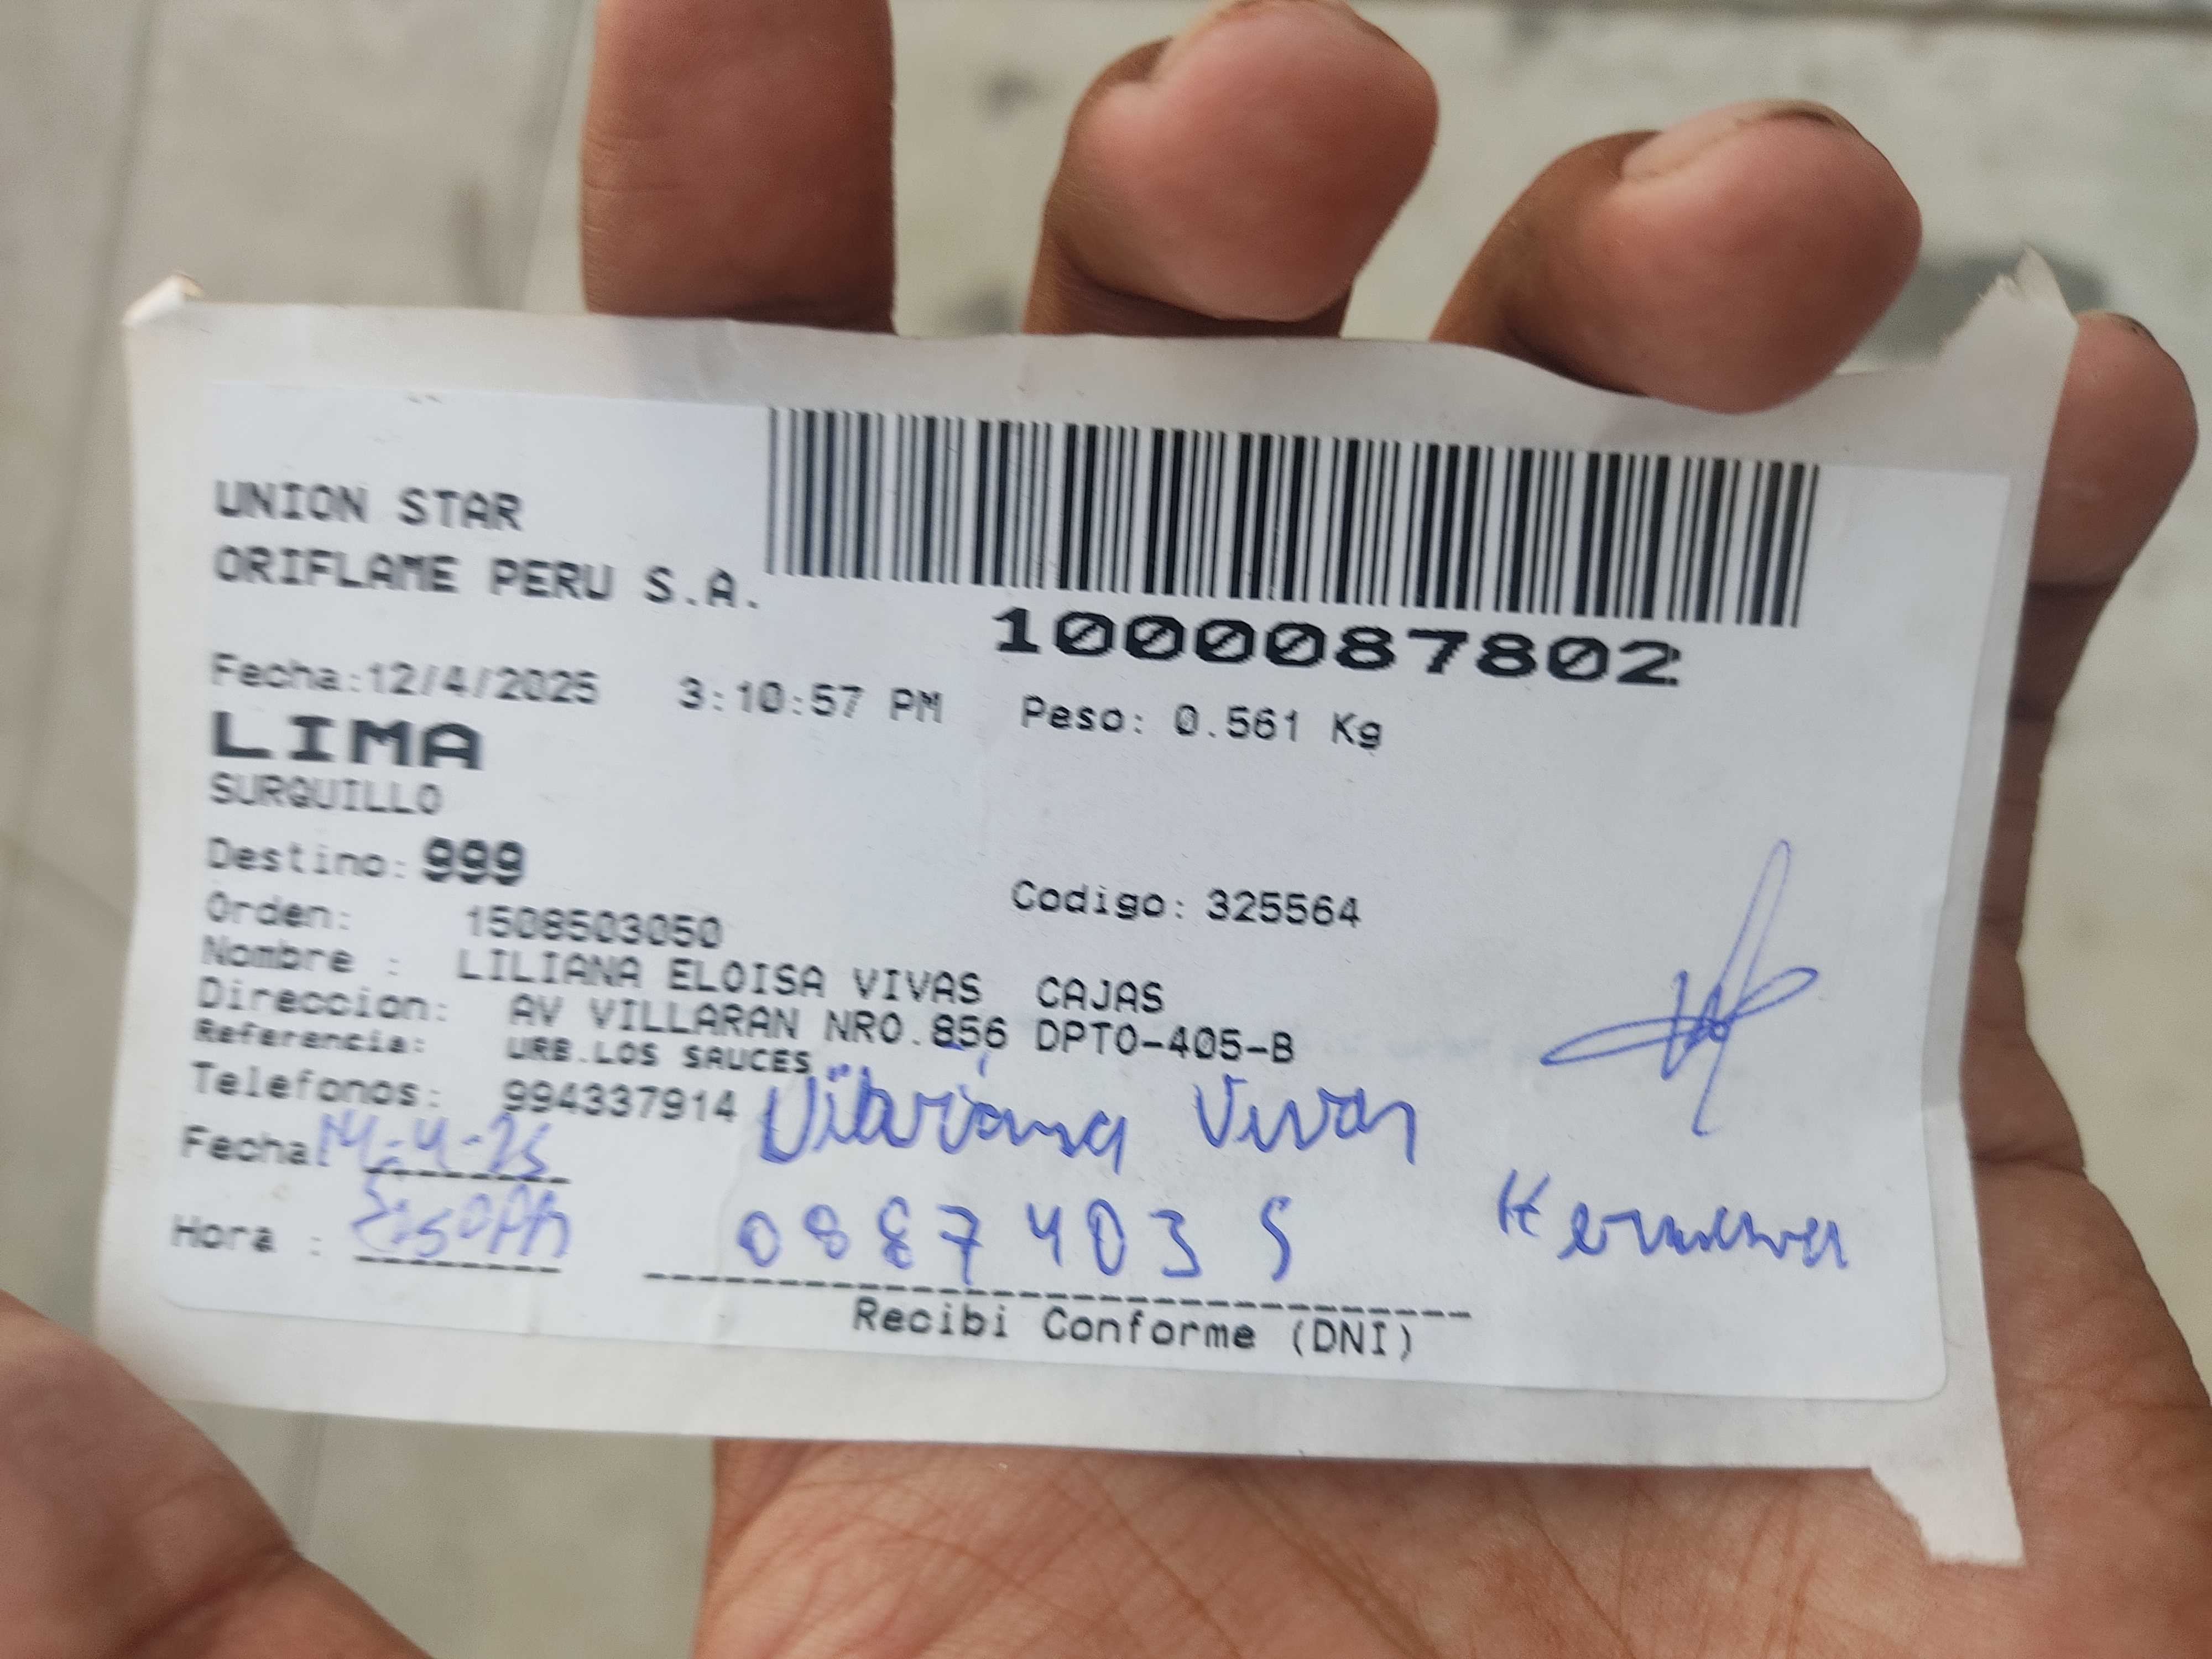 UNION STAR
ORIFLAME PERU S.A.
1000087802
Fecha:12/4/2025 3:10:57 PM Peso: 0.561 Kg
LIMA
SURQUILLO
Destino: 999
Codigo: 325564
Orden: 1508503050
Nombre : LILIANA ELOISA VIVAS CAJAS
Direccion: AV VILLARAN NRO.856 DPTO-405-B
Referencia: URB.LOS SAUCES
Telefonos: 994337914
Vivas
Fecha: 14-4-25
Hora :
08874035
Recibi Conforme (DNI)